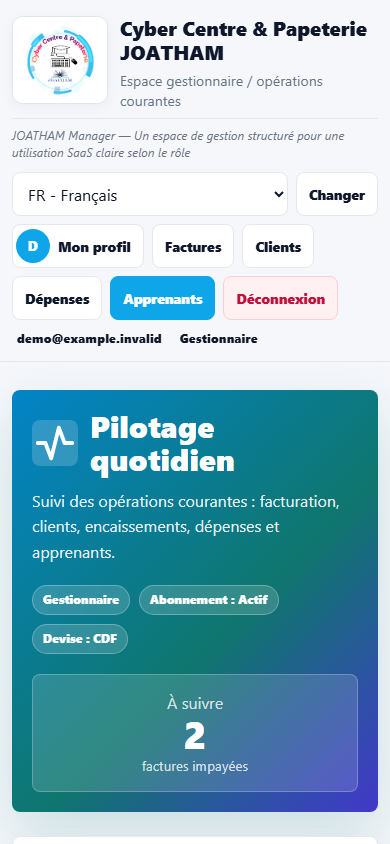 Cyber Centre & Papeterie
Cyber Centre & Papeterie
JOATHAM
Espace gestionnaire / opérations
courantes
JOATHAM Manager — Un espace de gestion structuré pour une
utilisation SaaS claire selon le rôle
FR - Français
Changer
D Mon profil
Factures
Clients
Dépenses
Apprenants
Déconnexion
demo@example.invalid
Gestionnaire
Pilotage
quotidien
Suivi des opérations courantes : facturation,
clients, encaissements, dépenses et
apprenants.
Gestionnaire
Abonnement : Actif
Devise : CDF
À suivre
2
factures impayées